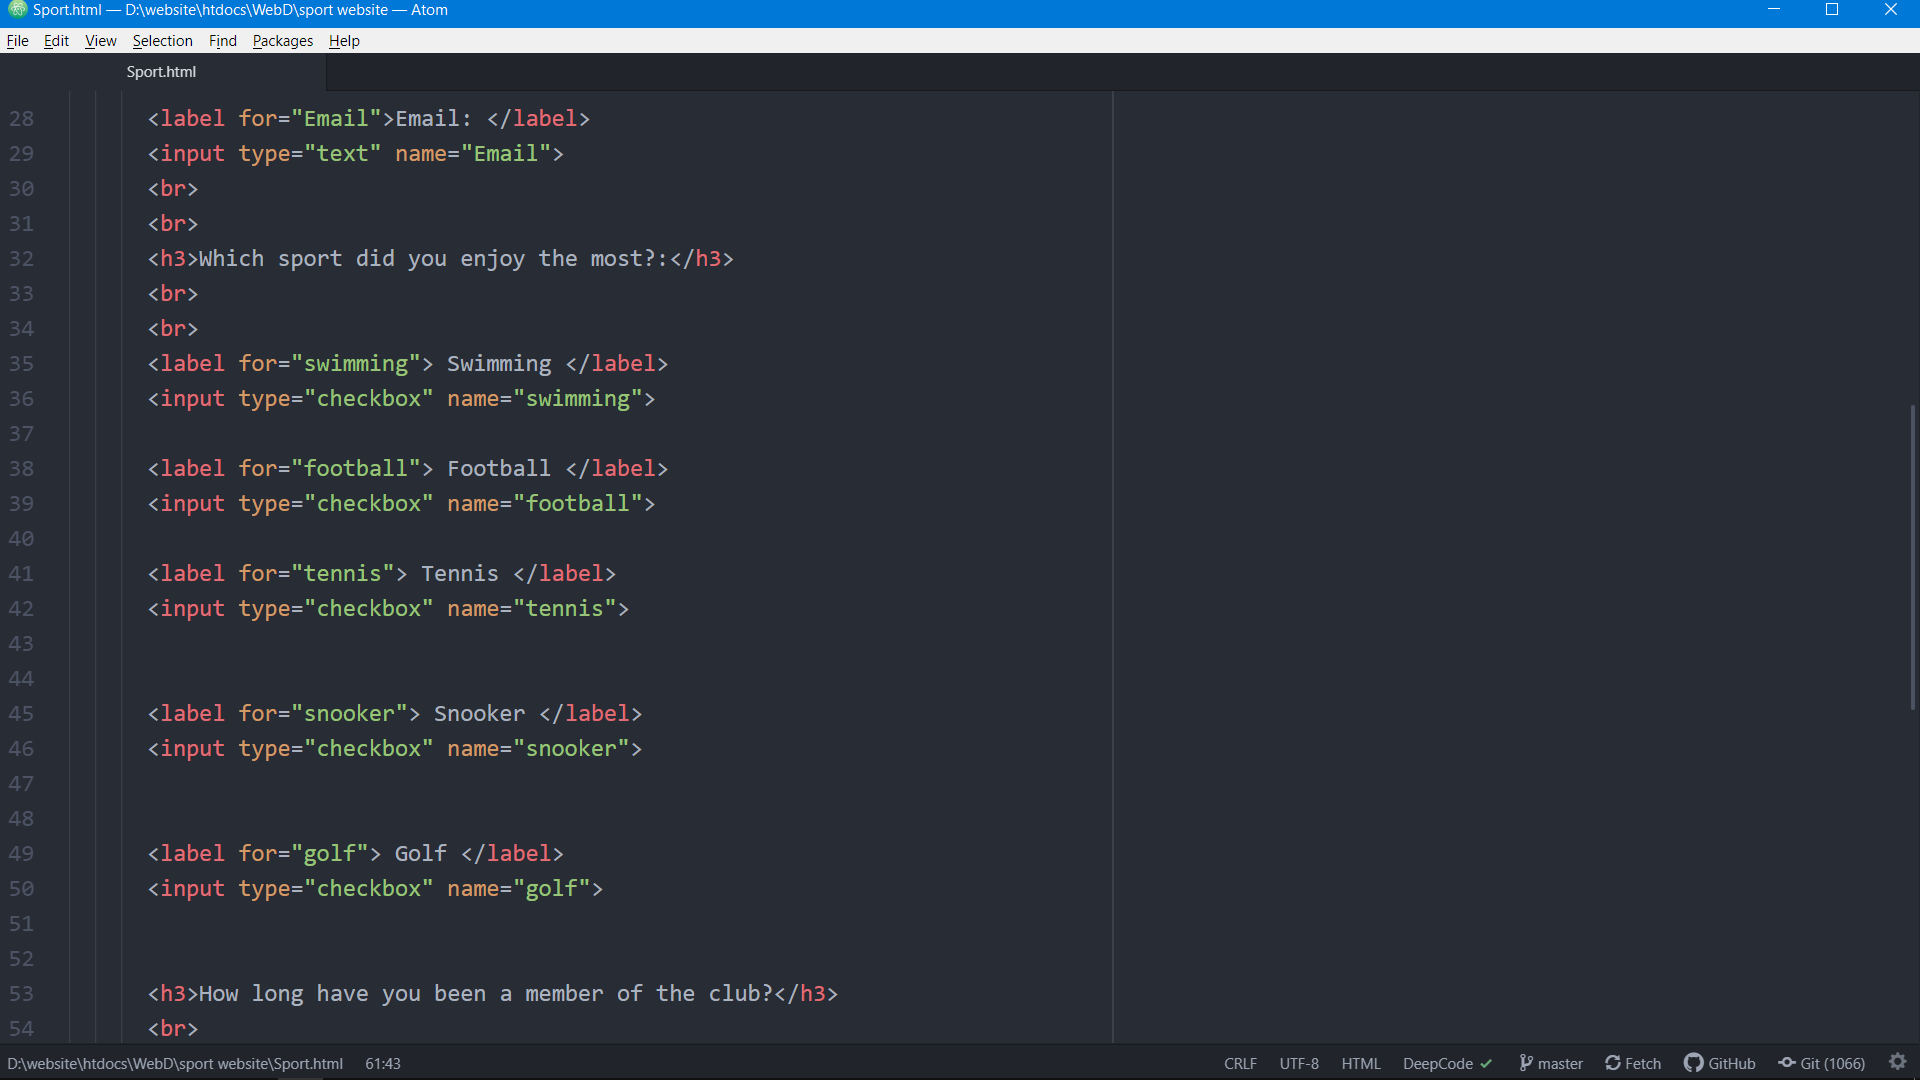 Sport.html — D:\website\htdocs\WebD\sport website — Atom
File Edit View Selection Find Packages Help
Sport.html
28 <label for="Email">Email: </label>
29 <input type="text" name="Email">
30 <br>
31 <br>
32 <h3>Which sport did you enjoy the most?:</h3>
33 <br>
34 <br>
35 <label for="swimming"> Swimming </label>
36 <input type="checkbox" name="swimming">
37
38 <label for="football"> Football </label>
39 <input type="checkbox" name="football">
40
41 <label for="tennis"> Tennis </label>
42 <input type="checkbox" name="tennis">
43
44
45 <label for="snooker"> Snooker </label>
46 <input type="checkbox" name="snooker">
47
48
49 <label for="golf"> Golf </label>
50 <input type="checkbox" name="golf">
51
52
53 <h3>How long have you been a member of the club?</h3>
54 <br>
D:\website\htdocs\WebD\sport website\Sport.html 61:43 CRLF UTF-8 HTML DeepCode master Fetch GitHub Git (1066)